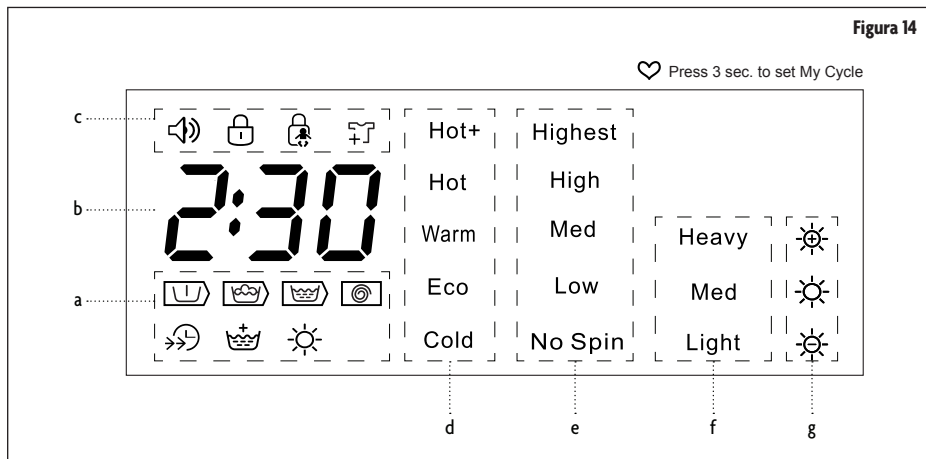 Figura 14
Press 3 sec. to set My Cycle
c
b
a
2:30
Hot+
Hot
Warm
Eco
Cold
Highest
High
Med
Low
No Spin
Heavy
Med
Light
d
e
f
g